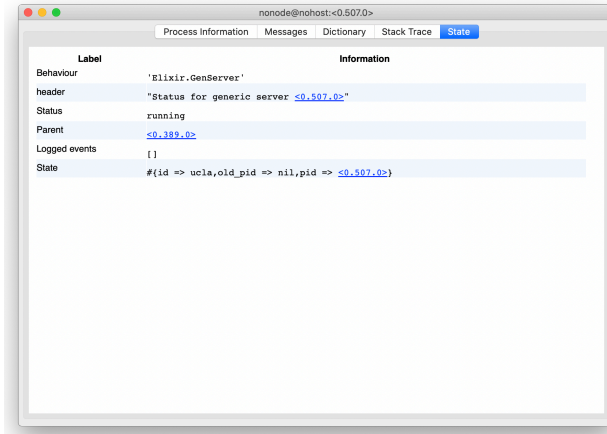 nonode@nohost:<0.507.0>
Process Information Messages Dictionary Stack Trace State
Label Information
Behaviour 'Elixir.GenServer'
header "Status for generic server <0.507.0>"
Status running
Parent <0.389.0>
Logged events []
State #{id => ucla,old_pid => nil,pid => <0.507.0>}